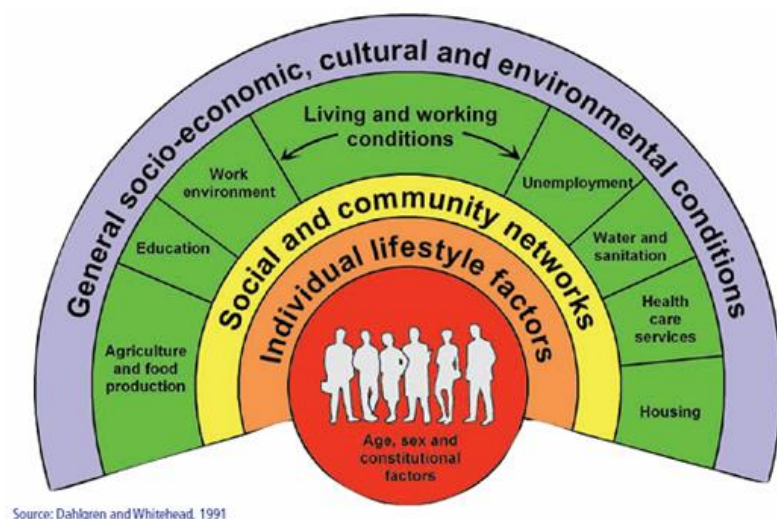 General socio-economic, cultural and environmental conditions
Living and working
conditions
Work
environment
Unemployment
Education
Water and
sanitation
Agriculture
and food
production
Health
care
services
Housing
Social and community networks
Individual lifestyle factors
Age, sex and
constitutional
factors
Source: Dahlgren and Whitehead, 1991